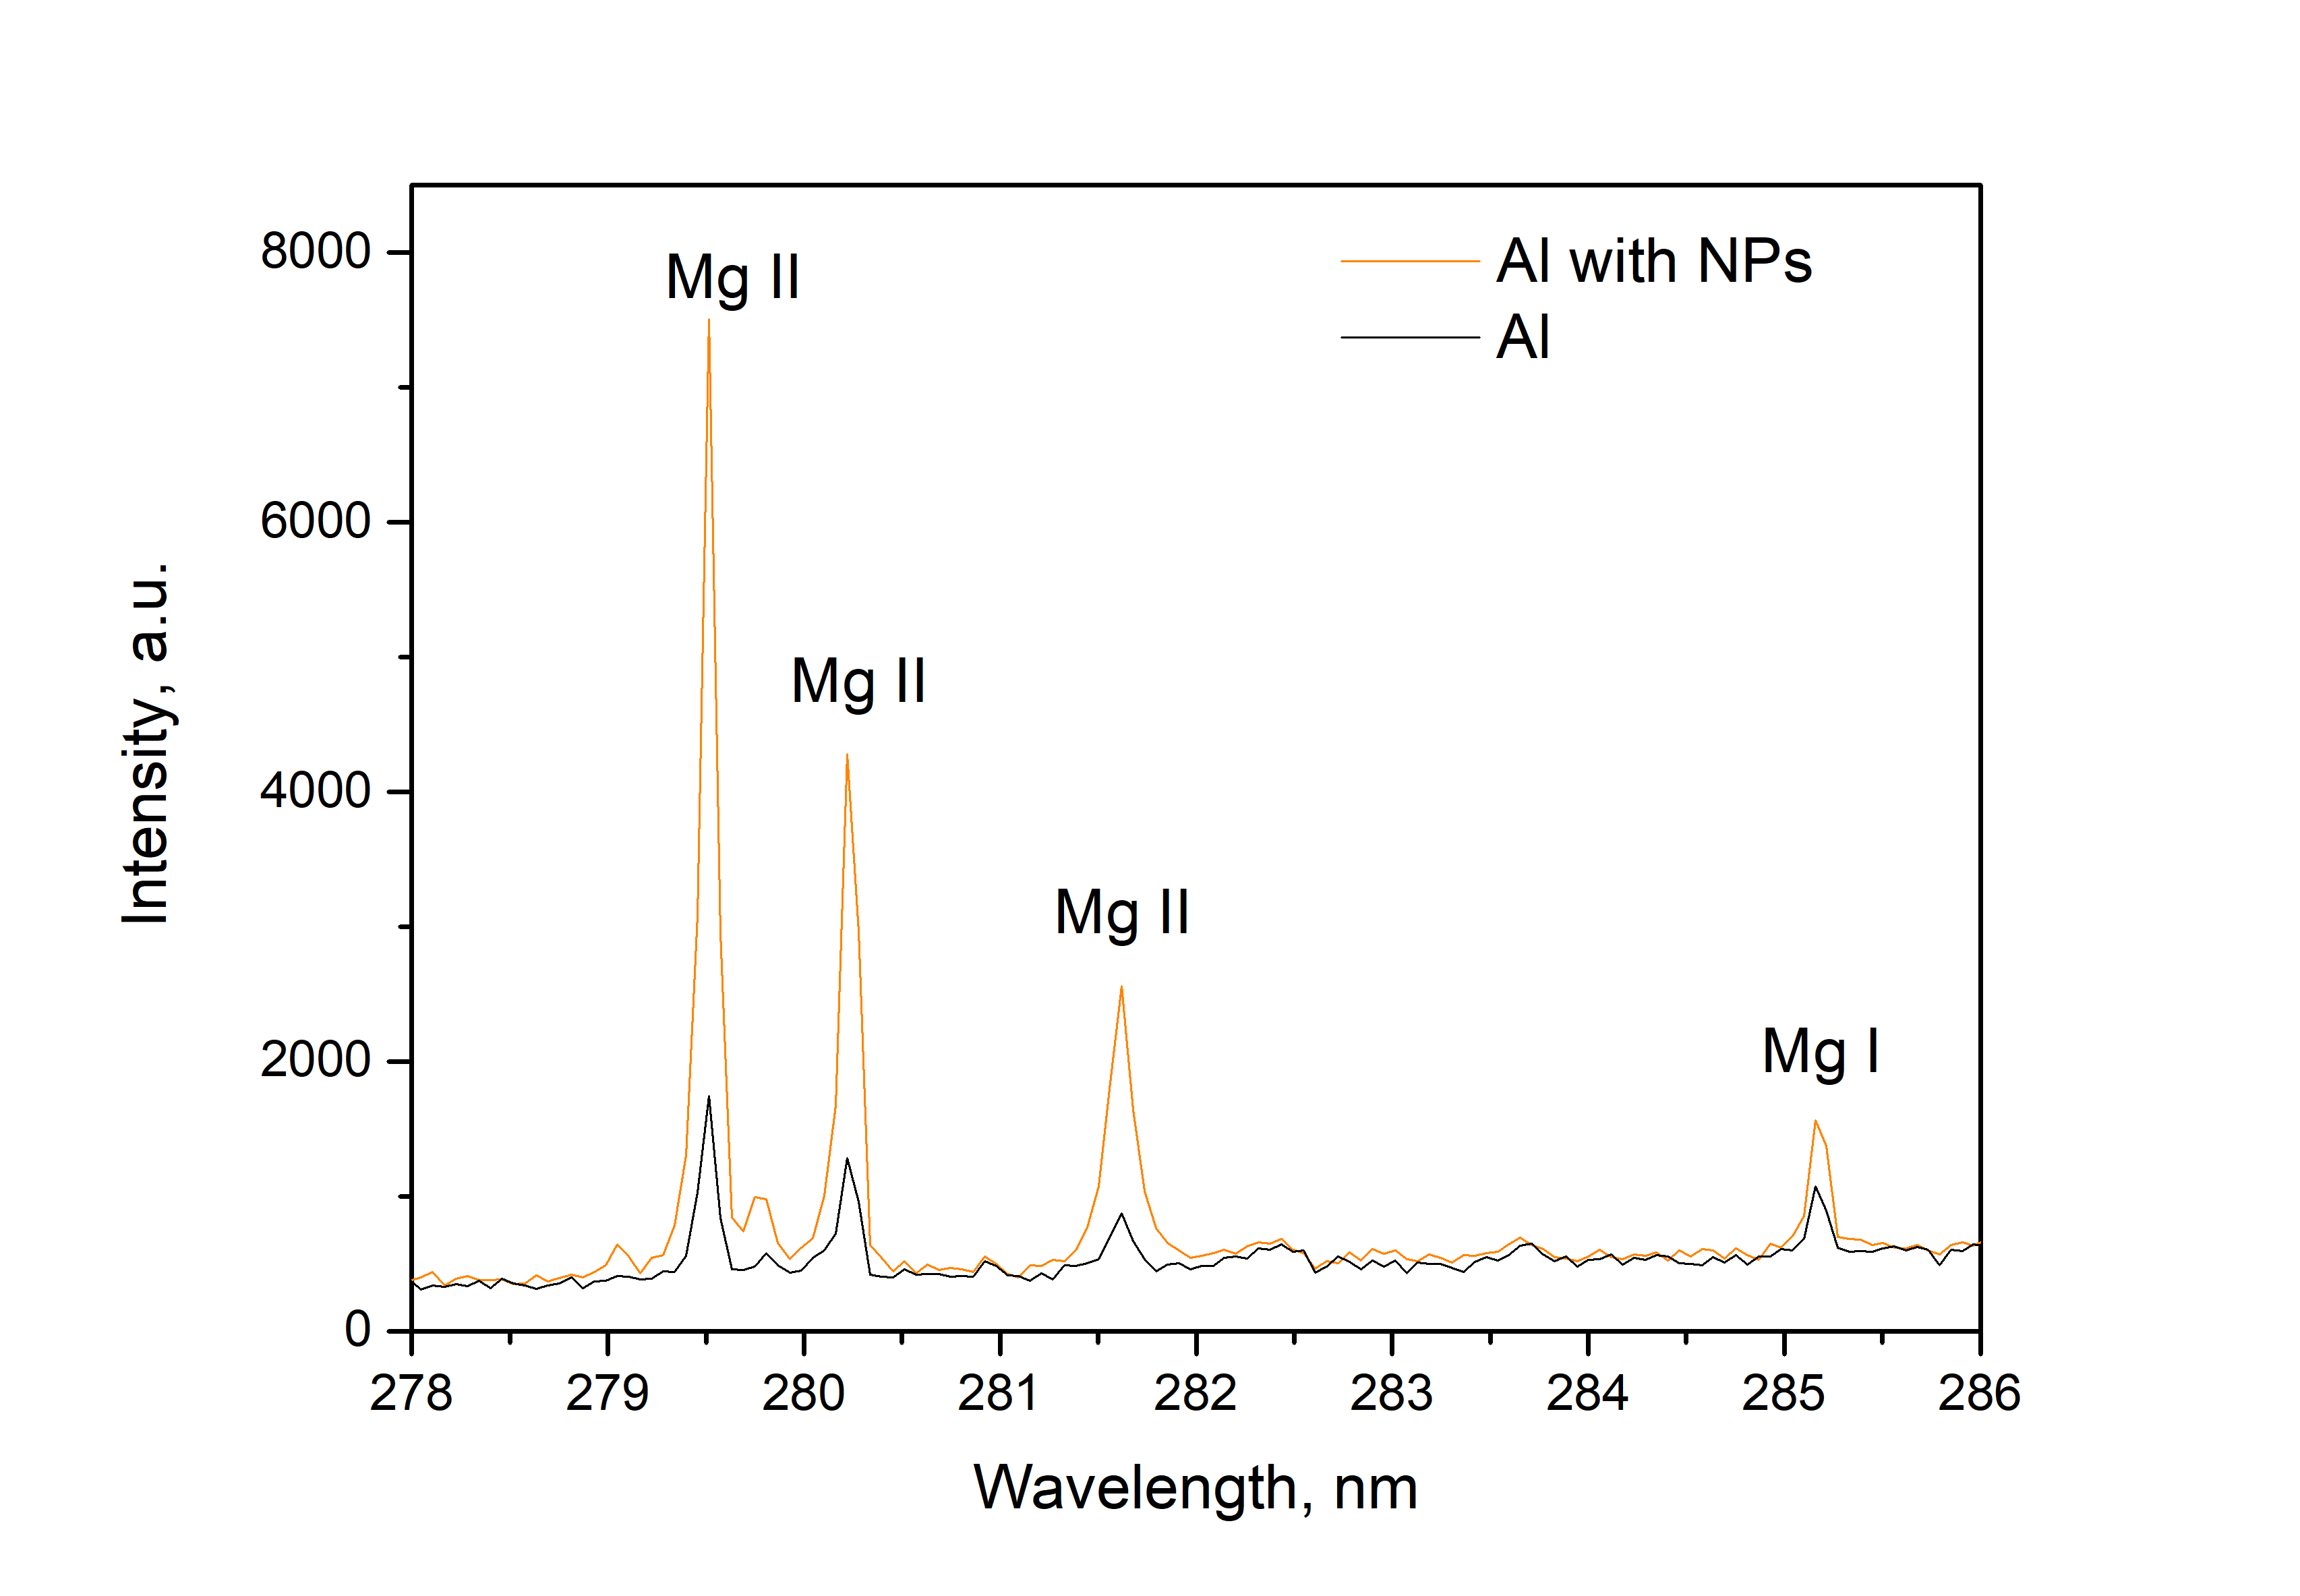 8000
6000
4000
2000
0
Intensity, a.u.
Mg II
Mg II
Mg II
Mg I
Al with NPs
Al
278 279 280 281 282 283 284 285 286
Wavelength, nm